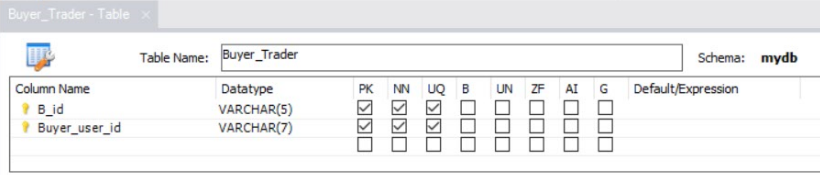 Buyer_Trader - Table ×
Table Name: Buyer_Trader Schema: mydb
Column Name Datatype PK NN UQ B UN ZF AI G Default/Expression
B_id VARCHAR(5)
Buyer_user_id VARCHAR(7)